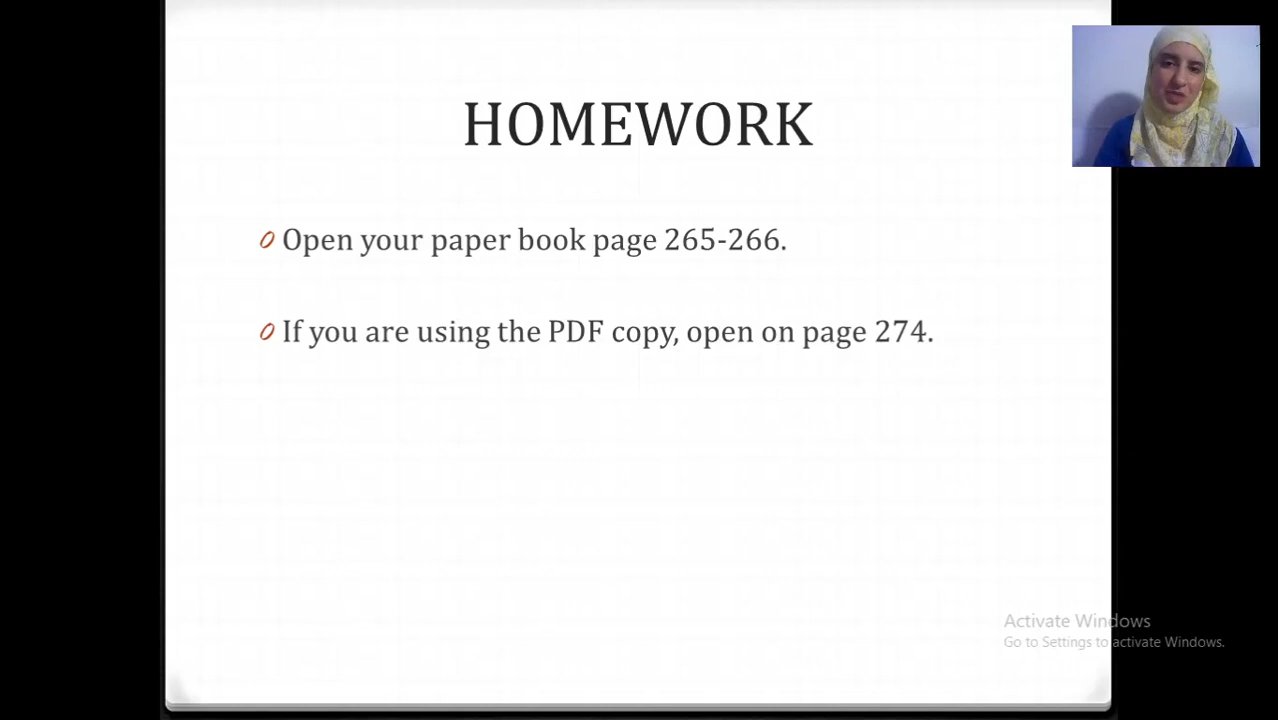 HOMEWORK
Open your paper book page 265-266.
If you are using the PDF copy, open on page 274.
Activate Windows
Go to Settings to activate Windows.